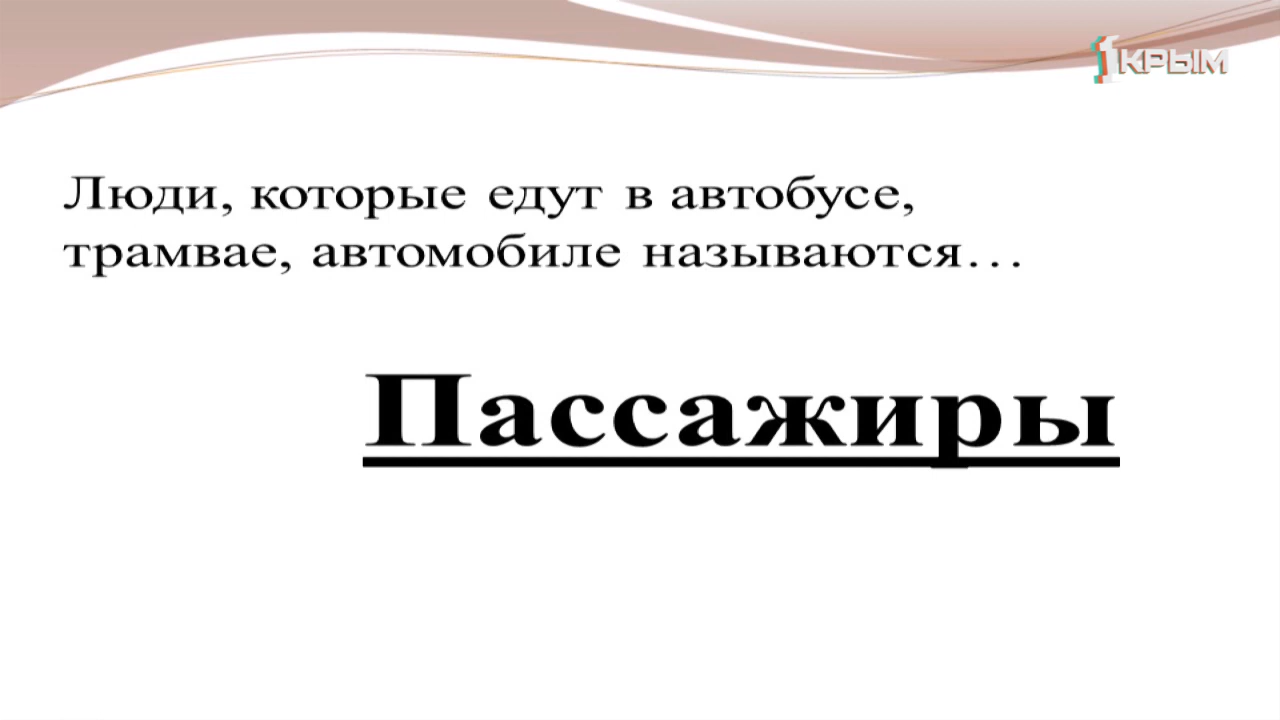 1КРЫМ
Люди, которые едут в автобусе,
трамвае, автомобиле называются…
Пассажиры